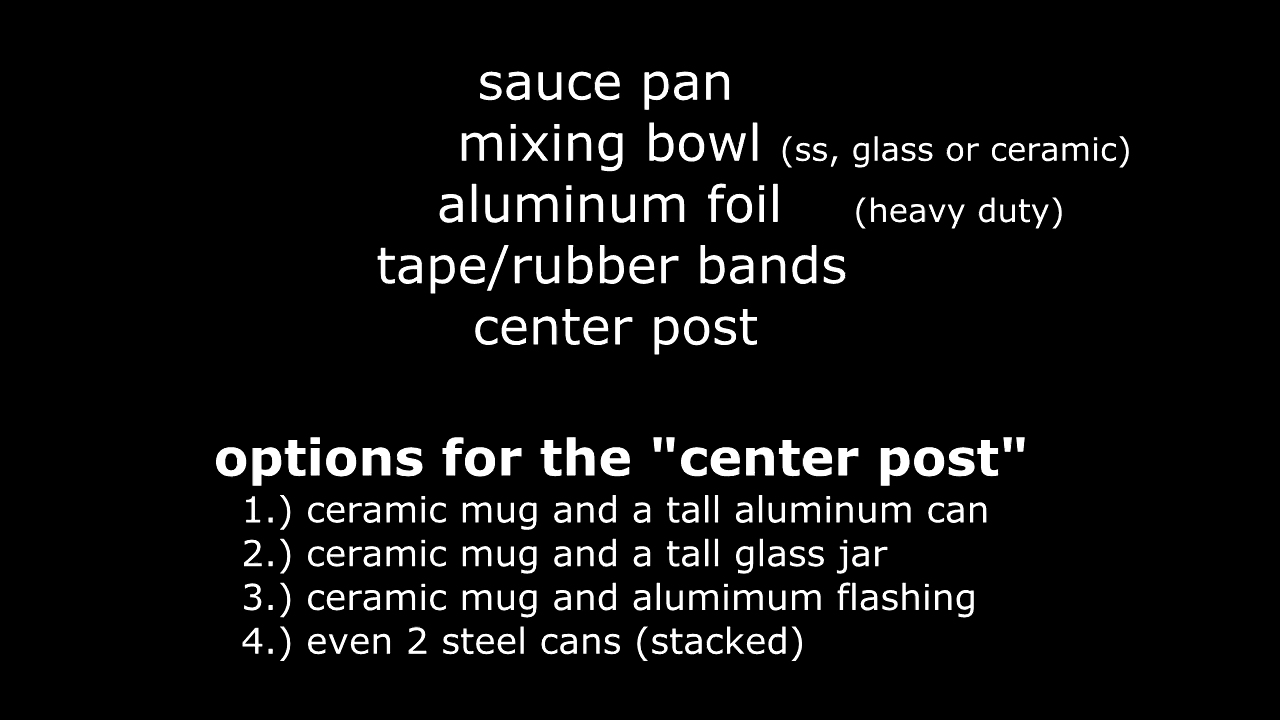 sauce pan
mixing bowl (ss, glass or ceramic)
aluminum foil (heavy duty)
tape/rubber bands
center post
options for the "center post"
1.) ceramic mug and a tall aluminum can
2.) ceramic mug and a tall glass jar
3.) ceramic mug and alumimum flashing
4.) even 2 steel cans (stacked)